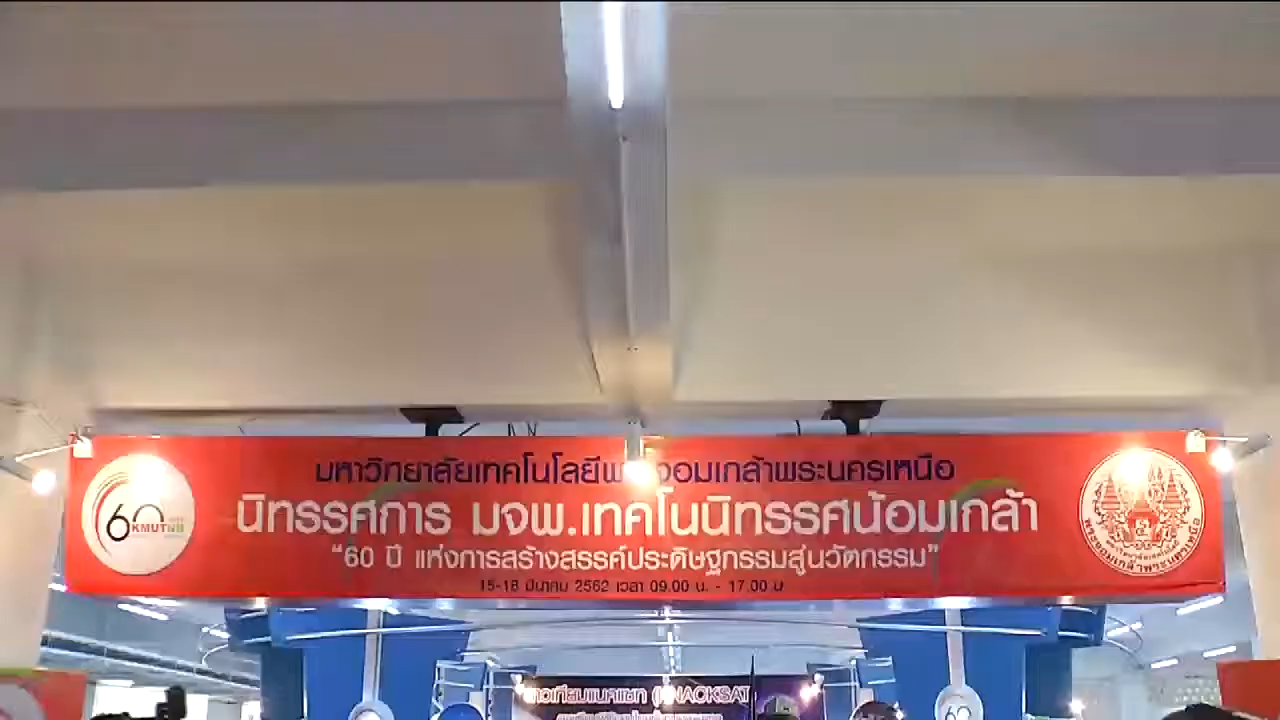 มหาวิทยาลัยเทคโนโลยีพ จอมเกล้าพระนครเหนือ
นิทรรศการ มจพ.เทคโนนิทรรศน้อมเกล้า
“60 ปี แห่งการสร้างสรรค์ประดิษฐกรรมสู่นวัตกรรม”
15-18 มีนาคม 2562 เวลา 09.00 น. - 17.00 น
60
KMUTNB
60